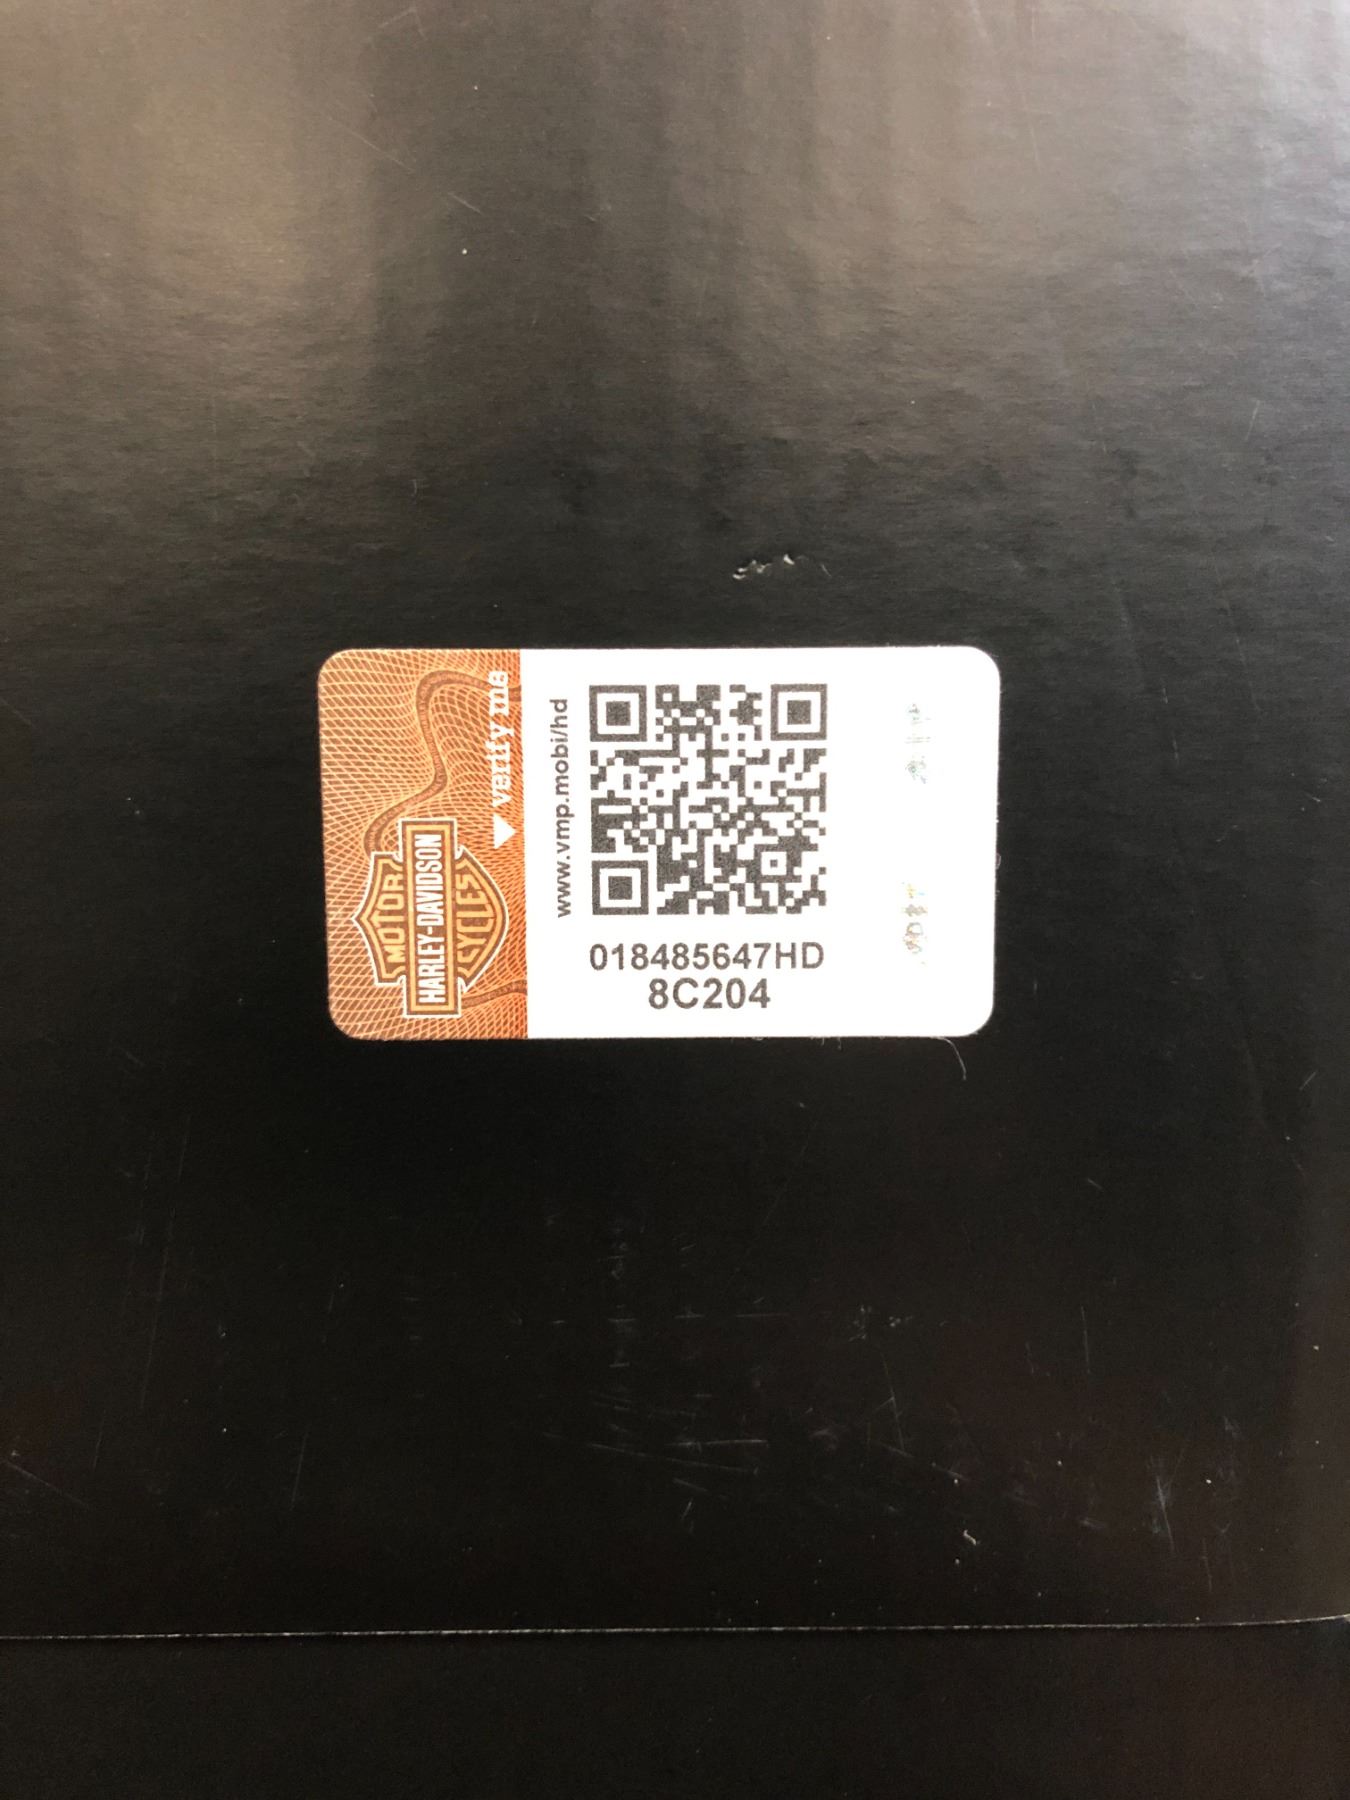 MOTOR
HARLEY-DAVIDSON
CYCLES
verify me
www.vmp.mobi/hd
018485647HD
8C204